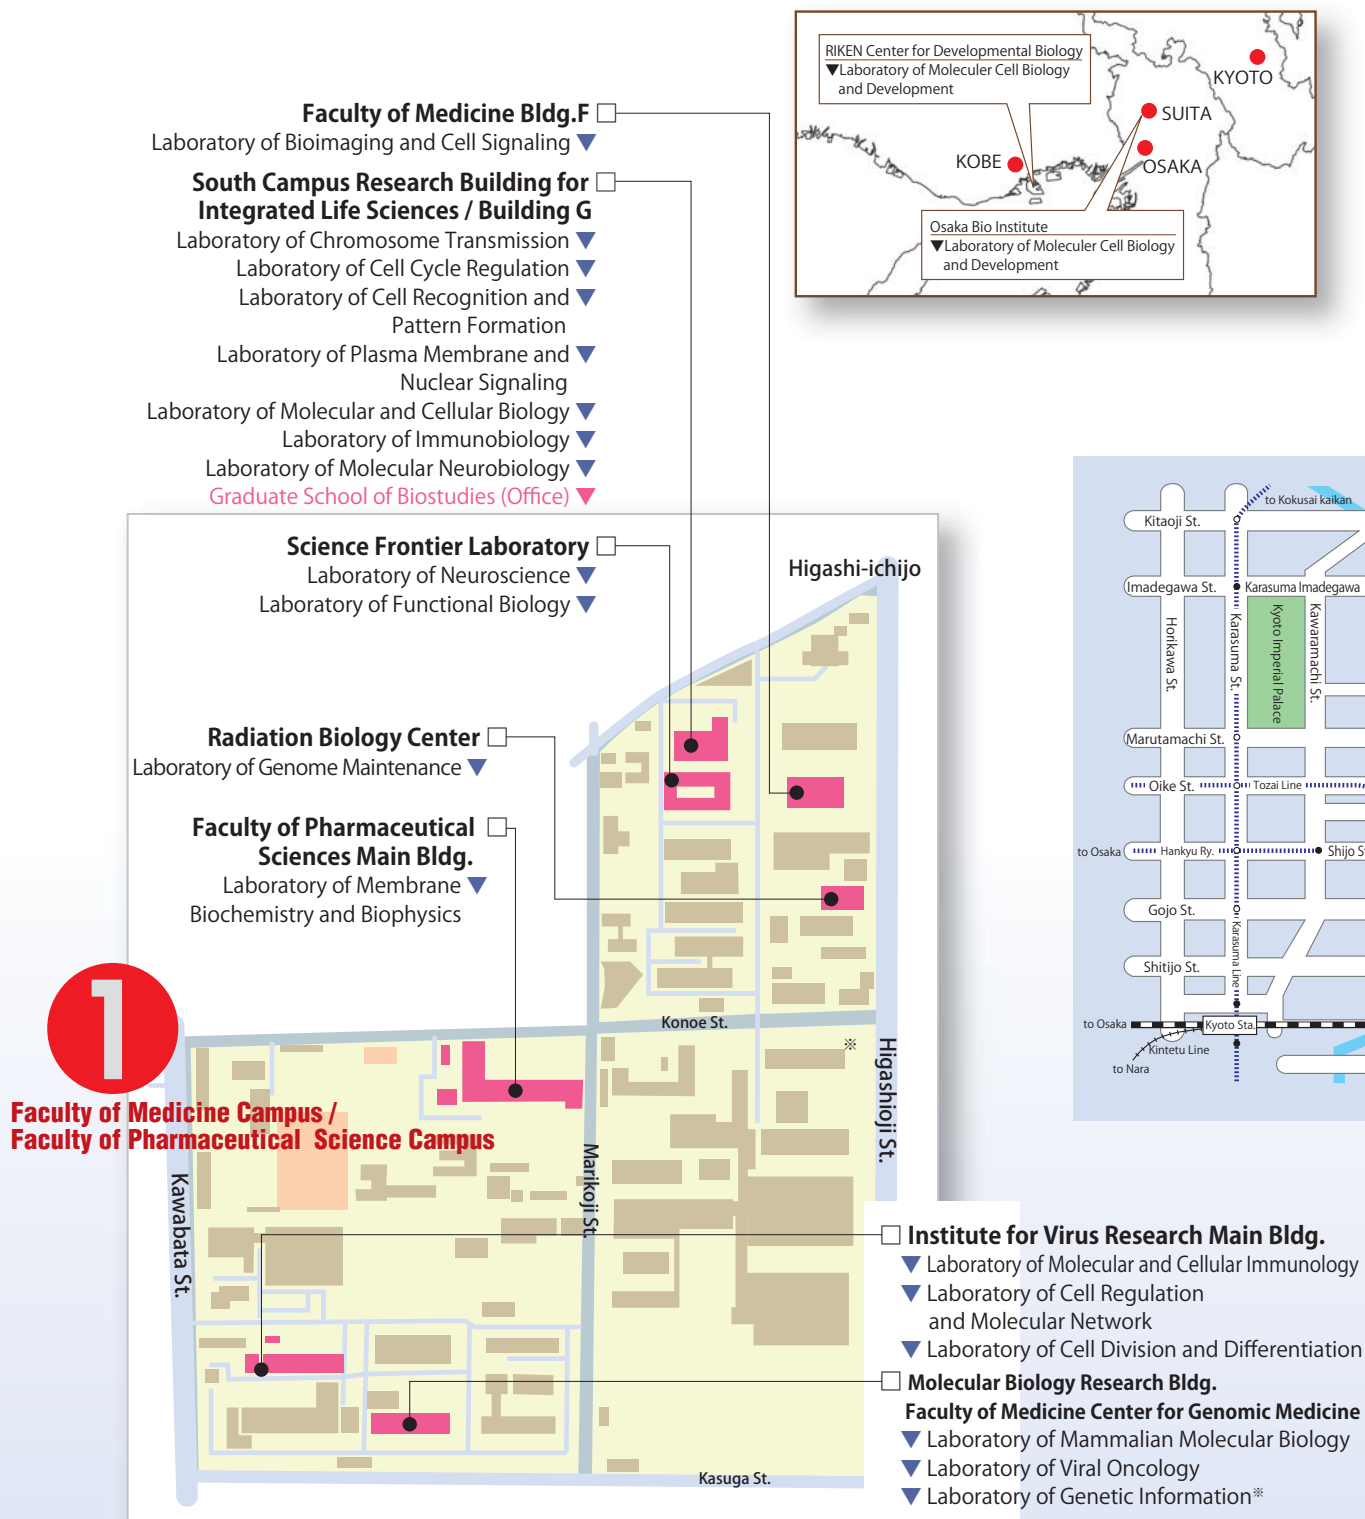 RIKEN Center for Developmental Biology
▼Laboratory of Moleculer Cell Biology
and Development
KYOTO
SUITA
KOBE
OSAKA
Osaka Bio Institute
▼Laboratory of Moleculer Cell Biology
and Development
Faculty of Medicine Bldg.F □
Laboratory of Bioimaging and Cell Signaling ▼
South Campus Research Building for □
Integrated Life Sciences / Building G
Laboratory of Chromosome Transmission ▼
Laboratory of Cell Cycle Regulation ▼
Laboratory of Cell Recognition and ▼
Pattern Formation
Laboratory of Plasma Membrane and ▼
Nuclear Signaling
Laboratory of Molecular and Cellular Biology ▼
Laboratory of Immunobiology ▼
Laboratory of Molecular Neurobiology ▼
Graduate School of Biostudies (Office) ▼
Science Frontier Laboratory □
Laboratory of Neuroscience ▼
Laboratory of Functional Biology ▼
Radiation Biology Center □
Laboratory of Genome Maintenance ▼
Faculty of Pharmaceutical □
Sciences Main Bldg.
Laboratory of Membrane ▼
Biochemistry and Biophysics
1
Faculty of Medicine Campus /
Faculty of Pharmaceutical Science Campus
Higashi-ichijo
Konoe St.
※
Higashioji St.
Marikoji St.
Kawabata St.
Kasuga St.
□ Institute for Virus Research Main Bldg.
▼ Laboratory of Molecular and Cellular Immunology
▼ Laboratory of Cell Regulation
and Molecular Network
▼ Laboratory of Cell Division and Differentiation
□ Molecular Biology Research Bldg.
Faculty of Medicine Center for Genomic Medicine
▼ Laboratory of Mammalian Molecular Biology
▼ Laboratory of Viral Oncology
▼ Laboratory of Genetic Information※
to Kokusai kaikan
Kitaoji St.
Imadegawa St.
Karasuma Imadegawa
Horikawa St.
Karasuma St.
Kyoto Imperial Palace
Kawaramachi St.
Marutamachi St.
Oike St.
Tozai Line
to Osaka
Hankyu Ry.
Shijo S
Gojo St.
Karasuma Line
Shitijo St.
to Osaka
Kyoto Sta.
Kintetu Line
to Nara